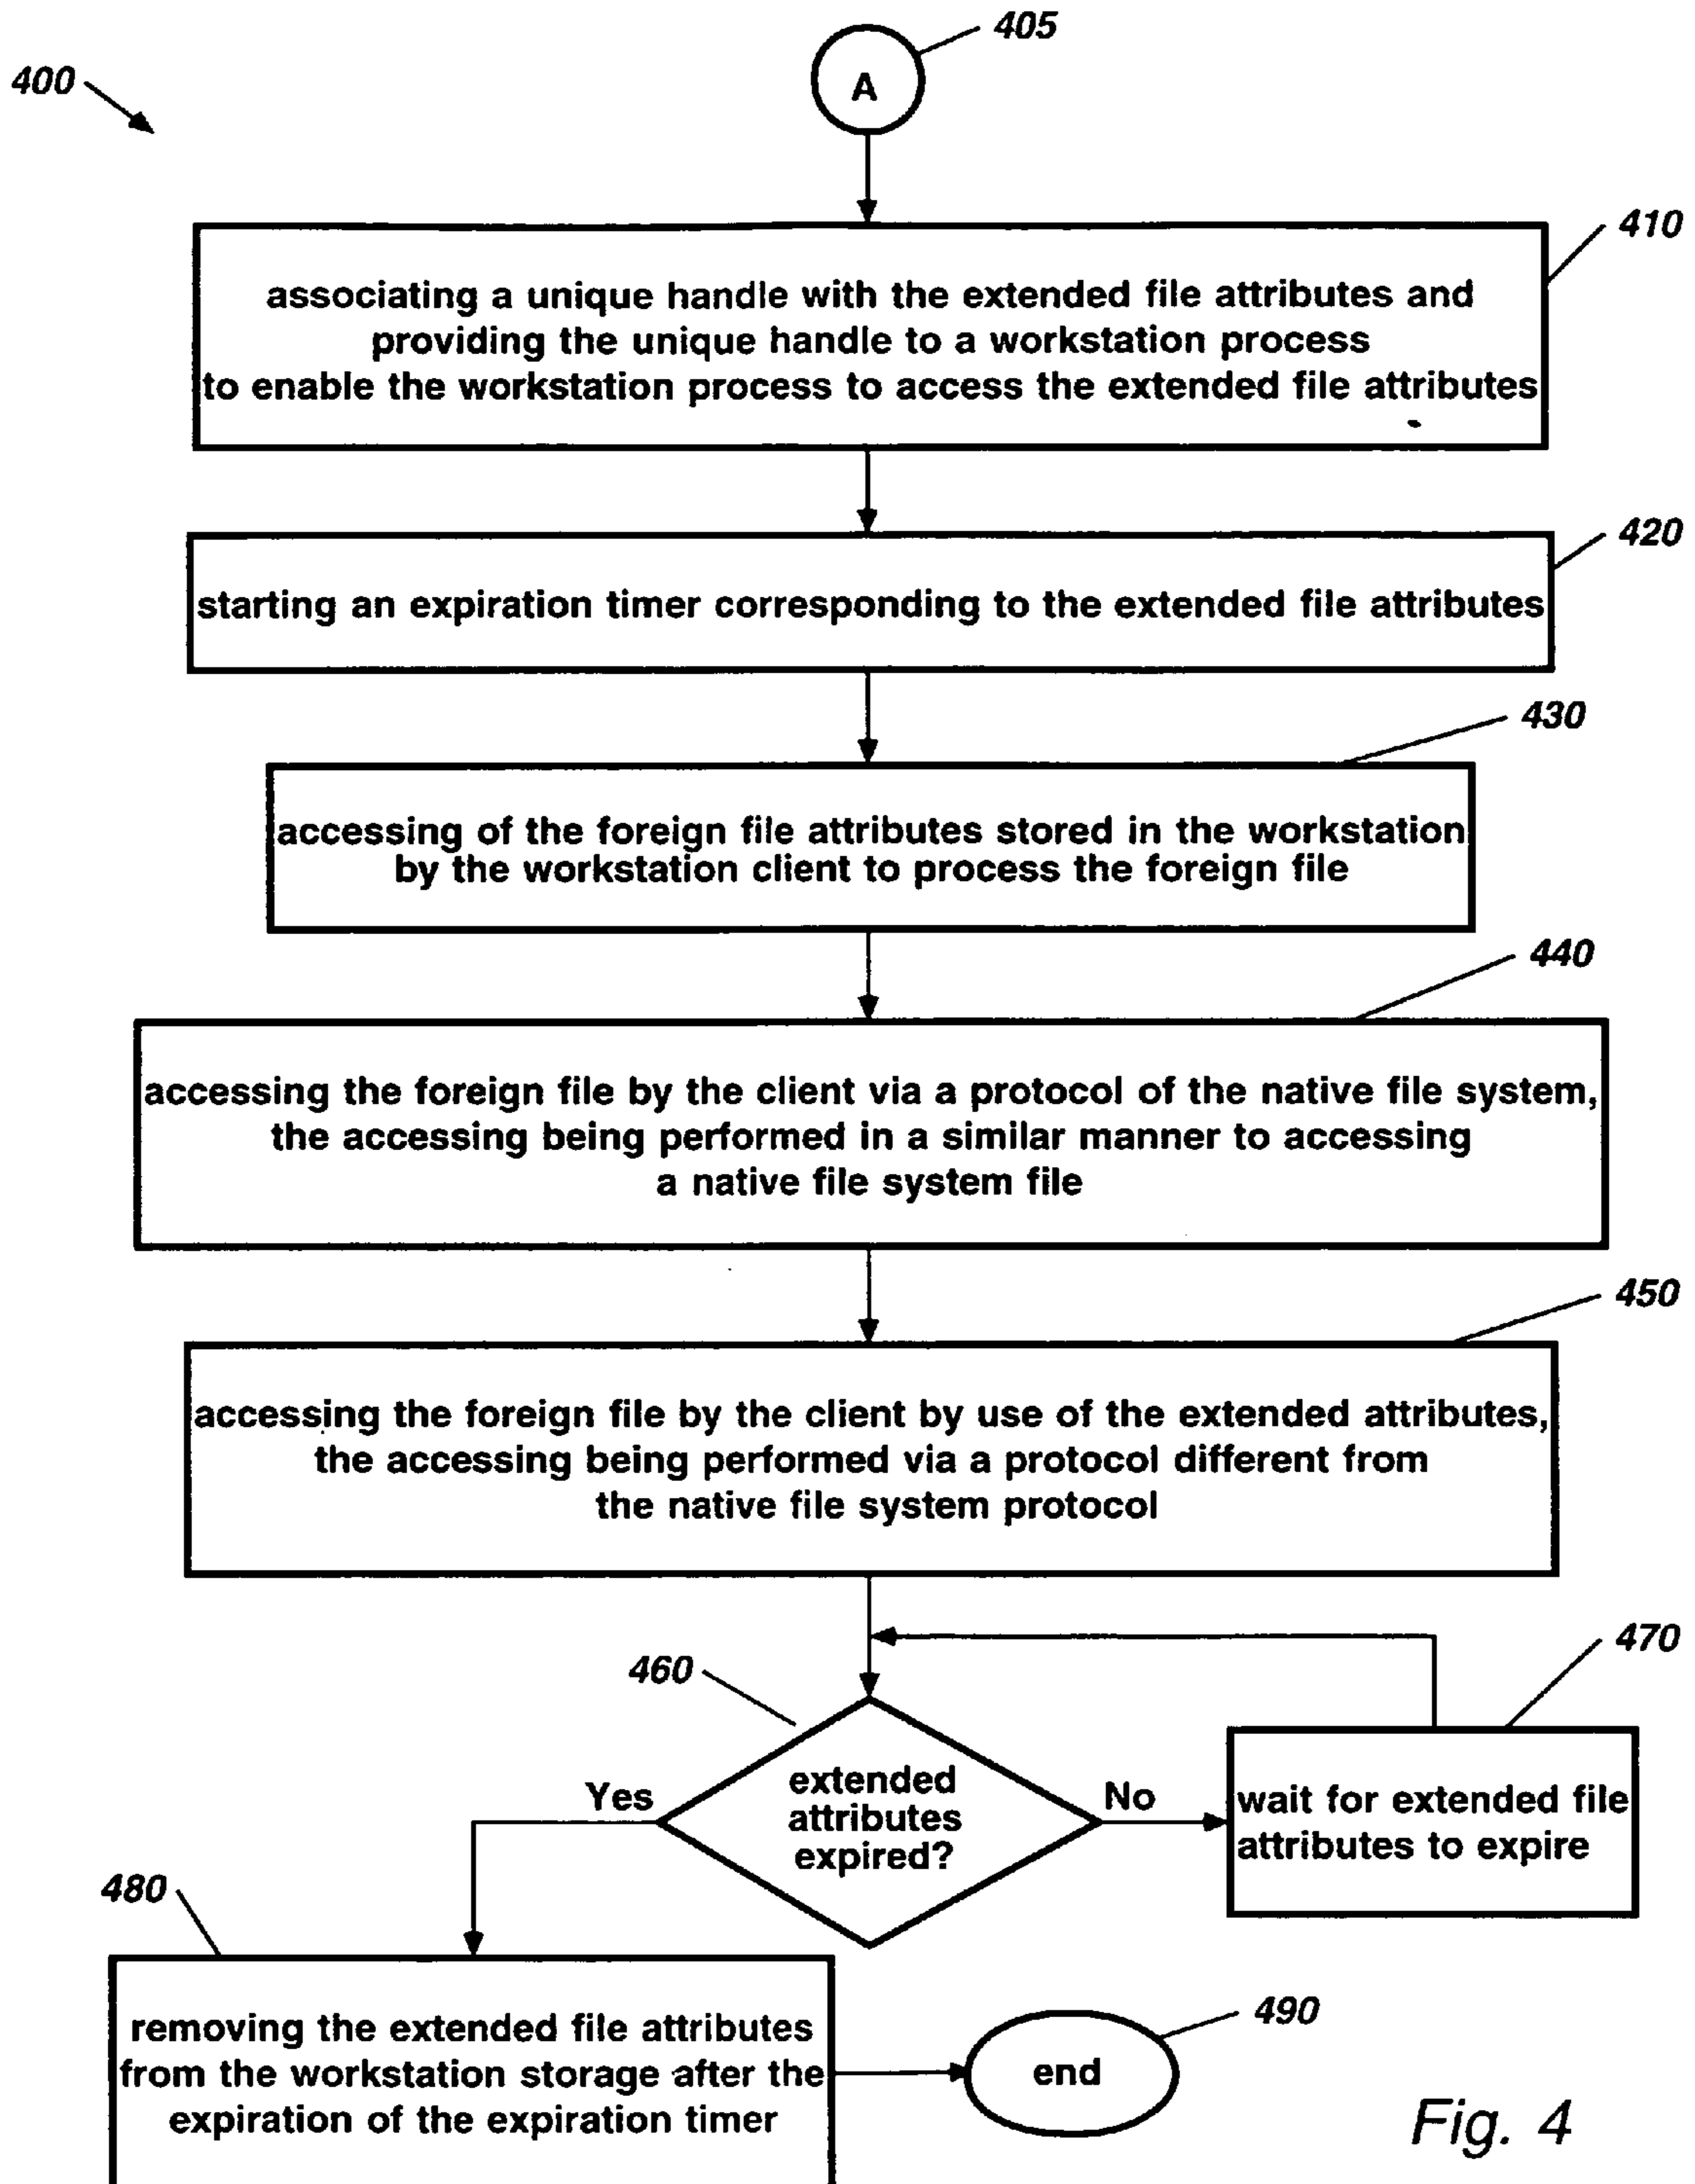 405
A
400
410
associating a unique handle with the extended file attributes and
providing the unique handle to a workstation process
to enable the workstation process to access the extended file attributes
420
starting an expiration timer corresponding to the extended file attributes
430
accessing of the foreign file attributes stored in the workstation
by the workstation client to process the foreign file
440
accessing the foreign file by the client via a protocol of the native file system,
the accessing being performed in a similar manner to accessing
a native file system file
450
accessing the foreign file by the client by use of the extended attributes,
the accessing being performed via a protocol different from
the native file system protocol
460
470
extended
attributes
expired?
Yes
No
wait for extended file
attributes to expire
480
removing the extended file attributes
from the workstation storage after the
expiration of the expiration timer
490
end
Fig. 4